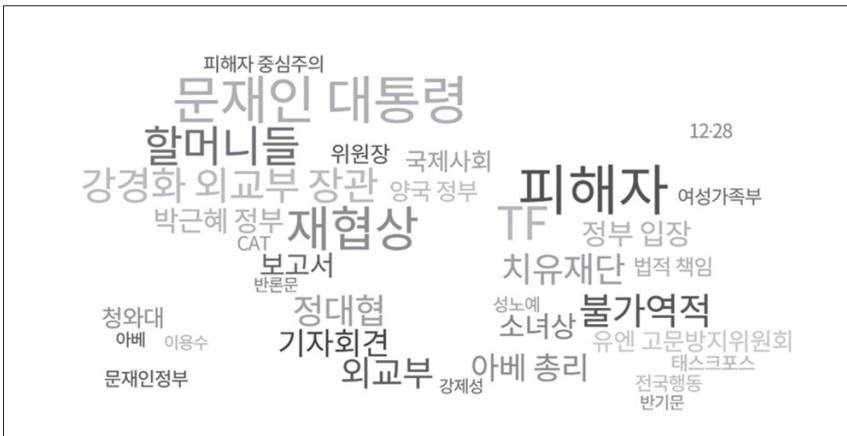 피해자 중심주의
문재인 대통령
12·28
할머니들 위원장 국제사회
강경화 외교부 장관 양국 정부 피해자 여성가족부
박근혜 정부 재협상 TF 정부 입장
CAT
보고서 치유재단 법적 책임
반론문
청와대 정대협 성노예 불가역적
아베 이용수 기자회견 소녀상 유엔 고문방지위원회
문재인정부 외교부 강제성 아베 총리 태스크포스
전국행동
반기문